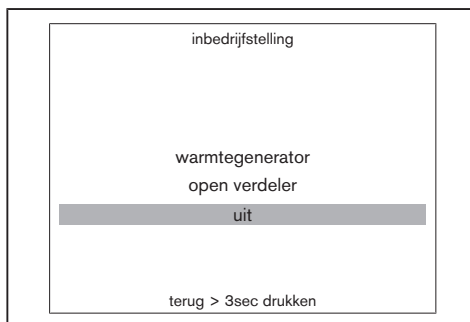 inbedrijfstelling
warmtegenerator
open verdeler
uit
terug > 3sec drukken